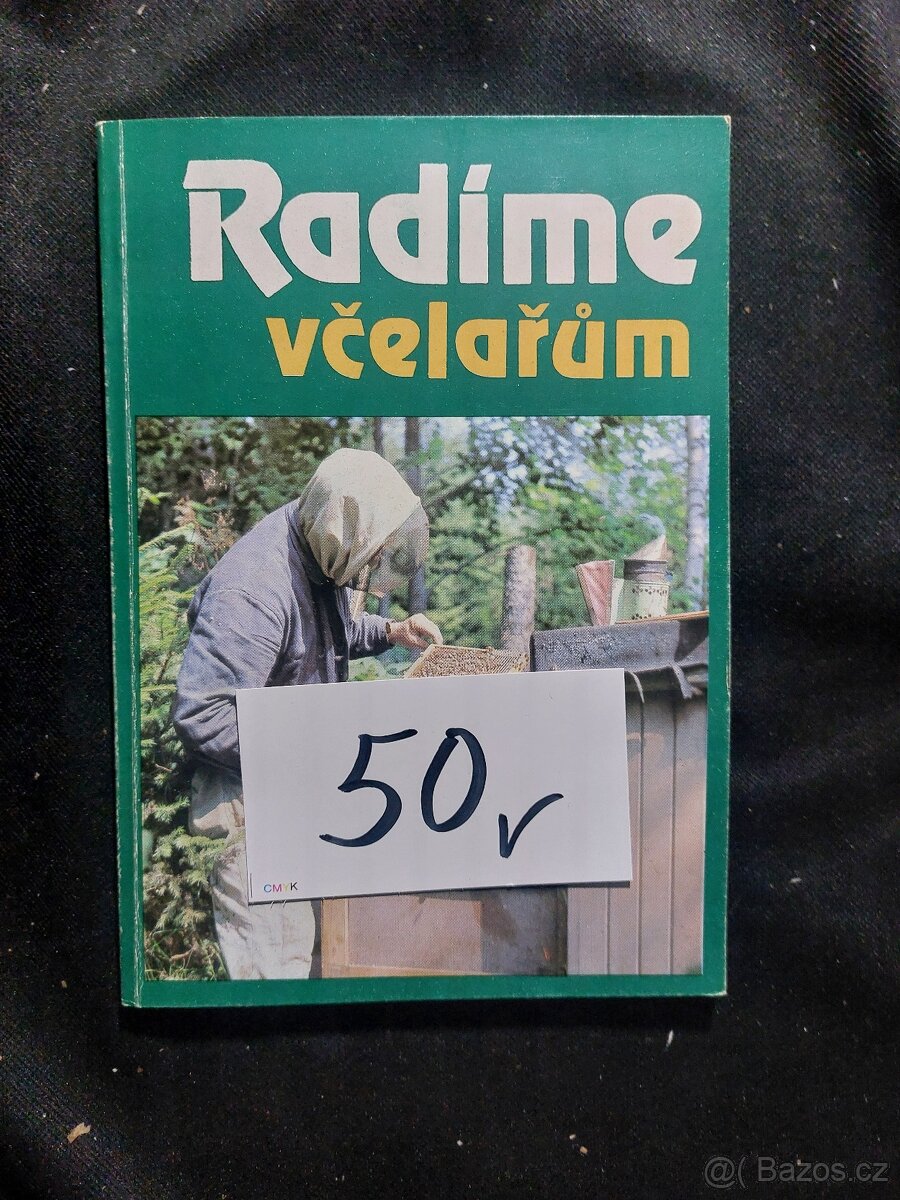 Radíme
včelařům
50 v
CMYK
@( Bazos.cz